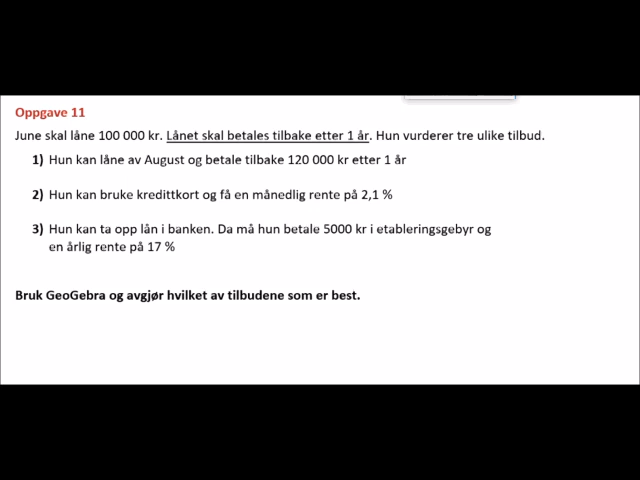 Oppgave 11
June skal låne 100 000 kr. Lånet skal betales tilbake etter 1 år. Hun vurderer tre ulike tilbud.
1) Hun kan låne av August og betale tilbake 120 000 kr etter 1 år
2) Hun kan bruke kredittkort og få en månedlig rente på 2,1 %
3) Hun kan ta opp lån i banken. Da må hun betale 5000 kr i etableringsgebyr og
en årlig rente på 17 %
Bruk GeoGebra og avgjør hvilket av tilbudene som er best.